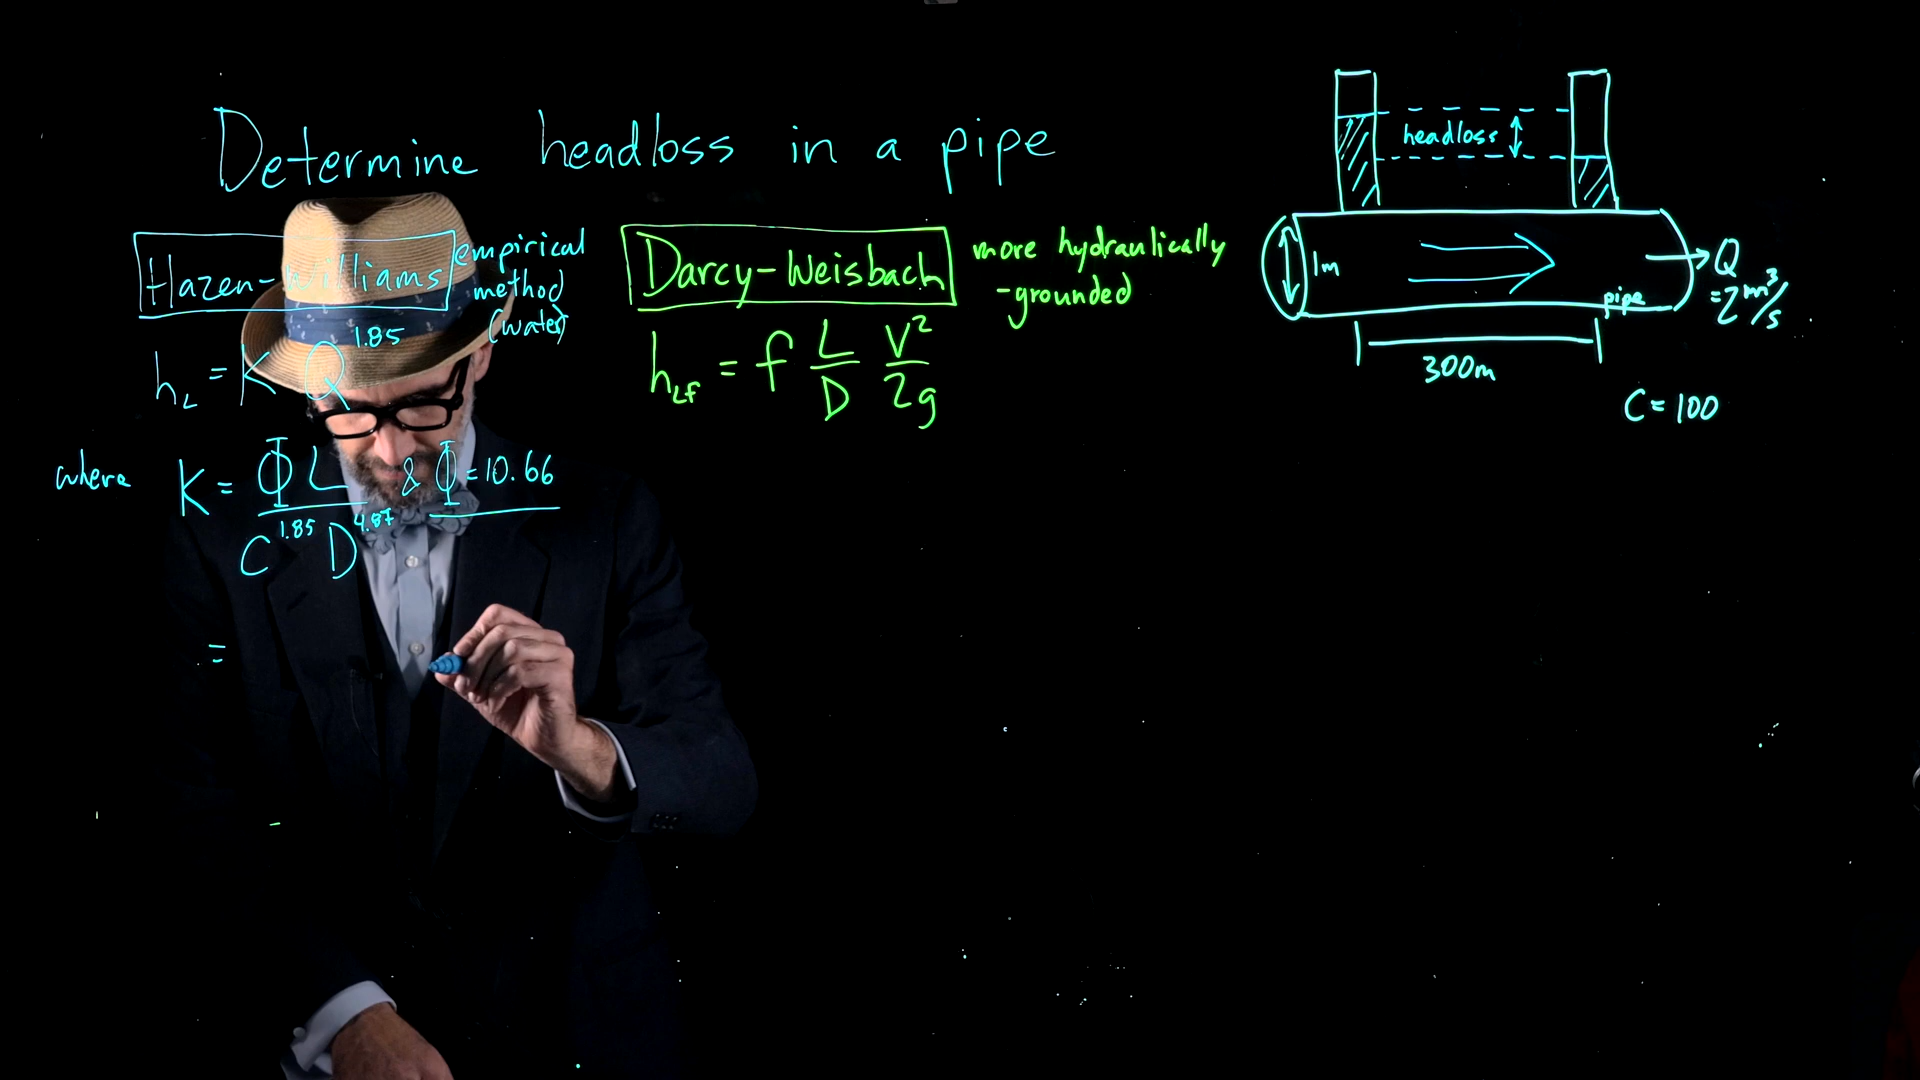 Determine headloss in a pipe
Hazen-Williams
empirical
method
(water)
h_L = K Q^1.85
where K = Φ L / C^1.85 D^4.87 & Φ = 10.66
=
Darcy-Weisbach
more hydraulically
-grounded
h_Lf = f L/D V²/2g
headloss
1m
pipe
Q
= 2 m³/s
300m
C = 100